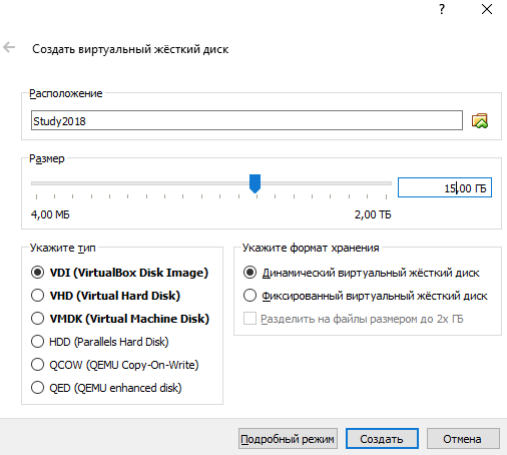 ?
Создать виртуальный жёсткий диск
Расположение
Study2018
Размер
15,00 ГБ
4,00 МБ 2,00 ТБ
Укажите тип
VDI (VirtualBox Disk Image)
VHD (Virtual Hard Disk)
VMDK (Virtual Machine Disk)
HDD (Parallels Hard Disk)
QCOW (QEMU Copy-On-Write)
QED (QEMU enhanced disk)
Укажите формат хранения
Динамический виртуальный жёсткий диск
Фиксированный виртуальный жёсткий диск
Разделить на файлы размером до 2х ГБ
Подробный режим Создать Отмена